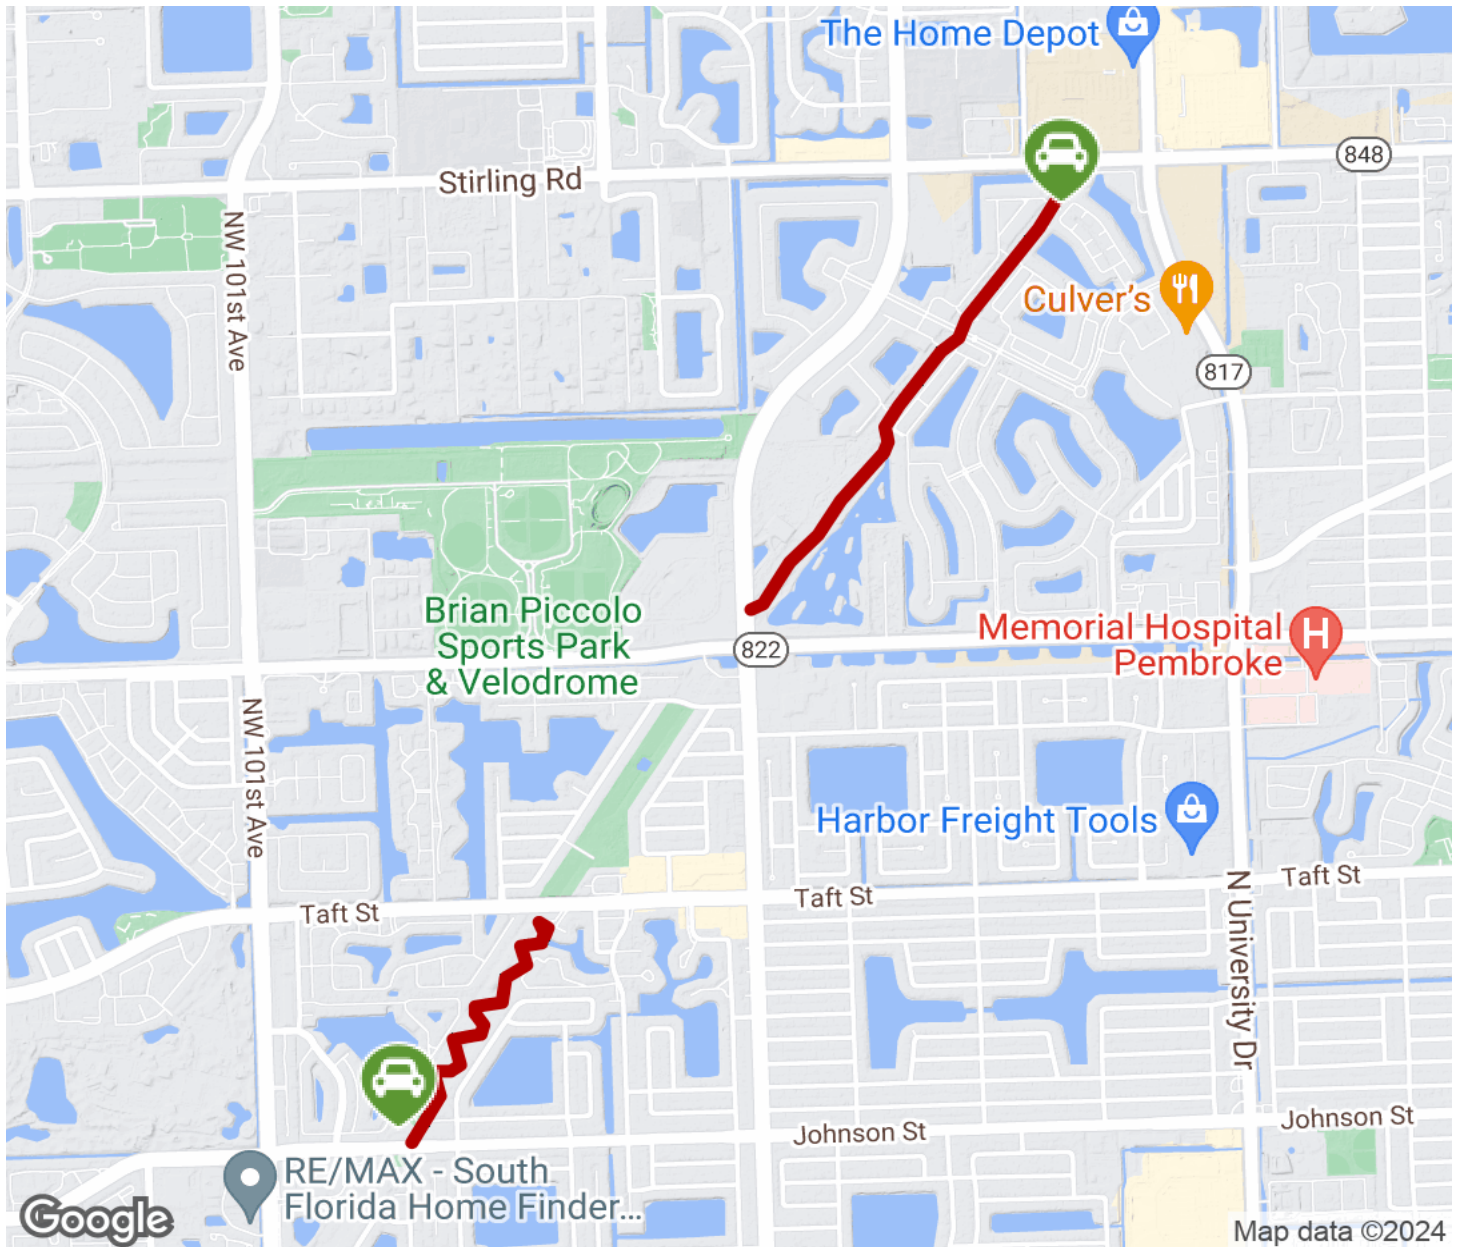 The Home Depot
848
Stirling Rd
NW 101st Ave
Culver's
817
Brian Piccolo
Sports Park
& Velodrome
822
Memorial Hospital
Pembroke
H
NW 101st Ave
Harbor Freight Tools
Taft St
Taft St
Taft St
N University Dr
Johnson St
Johnson St
RE/MAX - South
Florida Home Finder...
Google
Map data ©2024